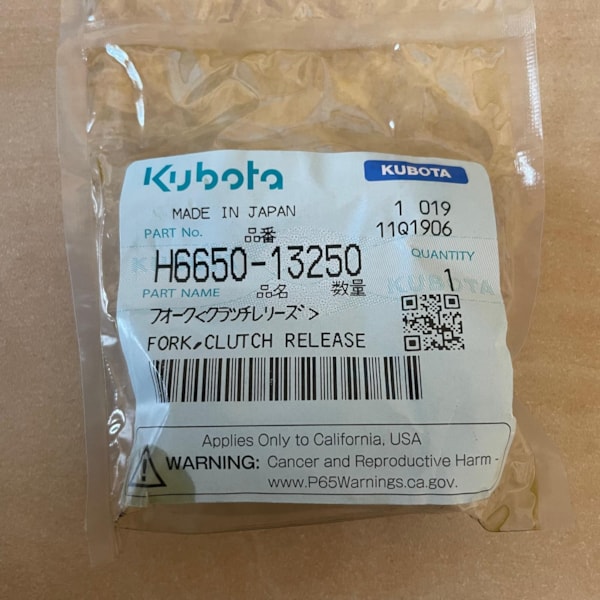 Kubota KUBOTA
MADE IN JAPAN 1 019
PART No. 品番 11Q1906
H6650-13250 QUANTITY
PART NAME 品名 数量 1
フォーク<クラツチレリーズ>
FORK,CLUTCH RELEASE
Applies Only to California, USA
WARNING: Cancer and Reproductive Harm -
www.P65Warnings.ca.gov.